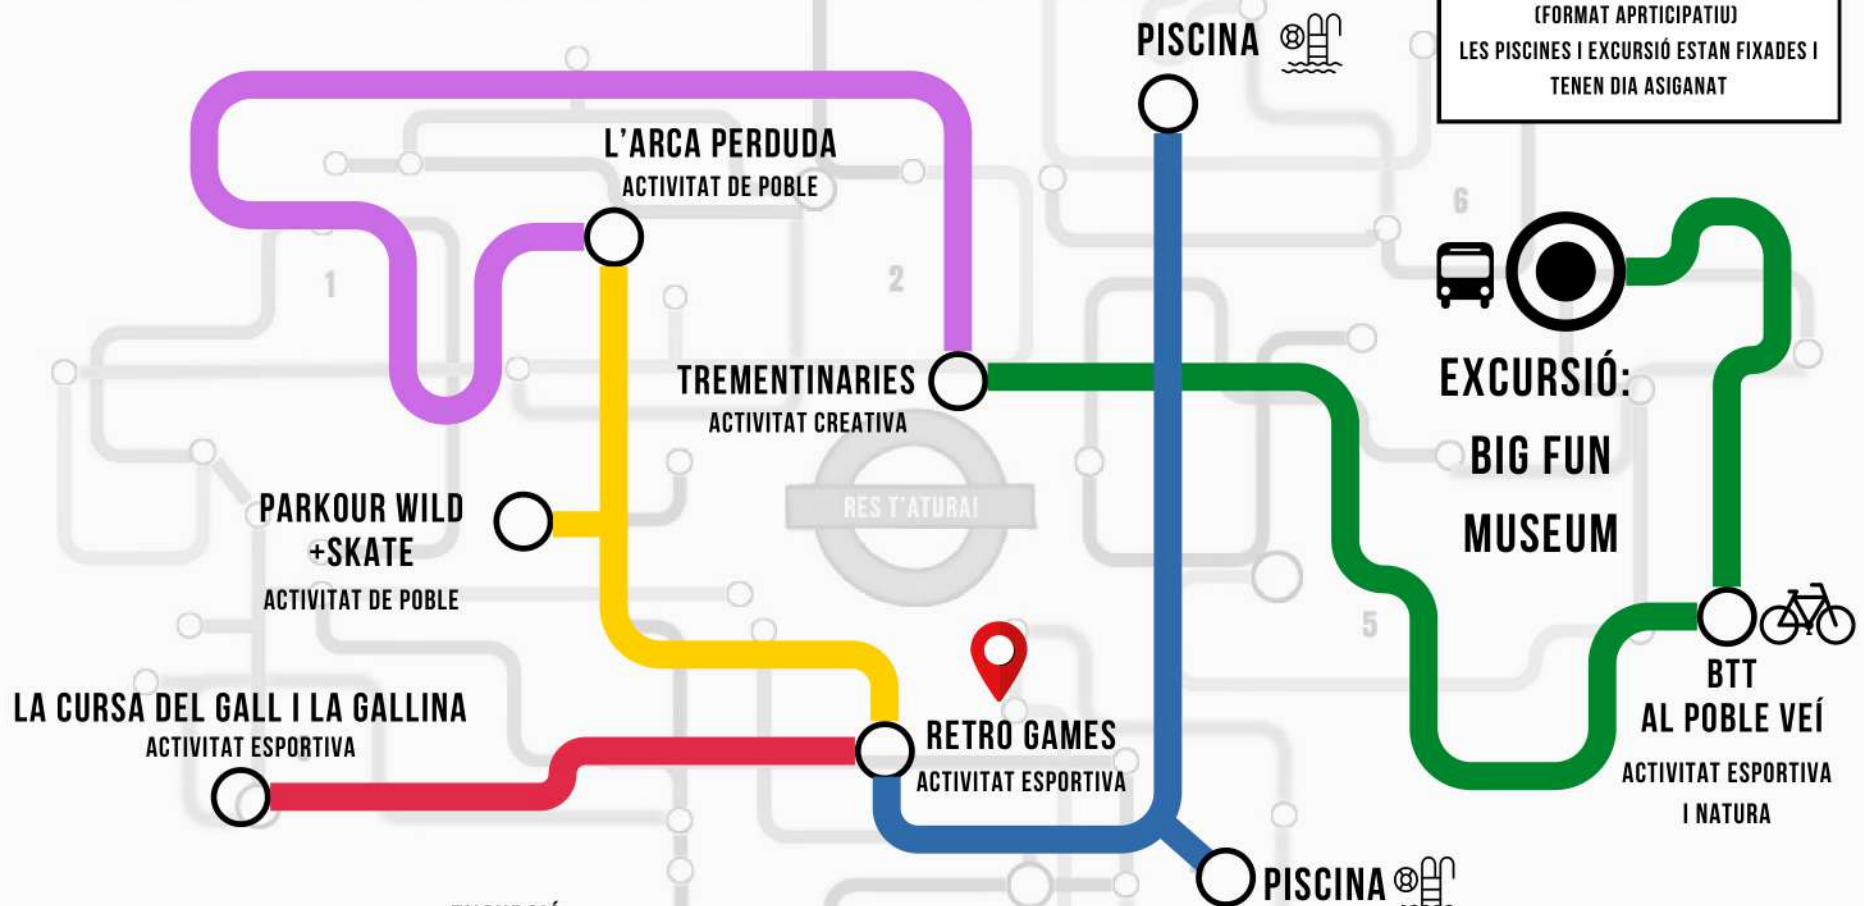 (FORMAT APRTICIPATIU)
LES PISCINES I EXCURSIÓ ESTAN FIXADES I
TENEN DIA ASIGANAT
PISCINA
L'ARCA PERDUDA
ACTIVITAT DE POBLE
6
1
2
TREMENTINARIES
ACTIVITAT CREATIVA
EXCURSIÓ:
BIG FUN
MUSEUM
RES T'ATURA!
PARKOUR WILD
+SKATE
ACTIVITAT DE POBLE
5
BTT
AL POBLE VEÍ
ACTIVITAT ESPORTIVA
I NATURA
LA CURSA DEL GALL I LA GALLINA
ACTIVITAT ESPORTIVA
RETRO GAMES
ACTIVITAT ESPORTIVA
PISCINA